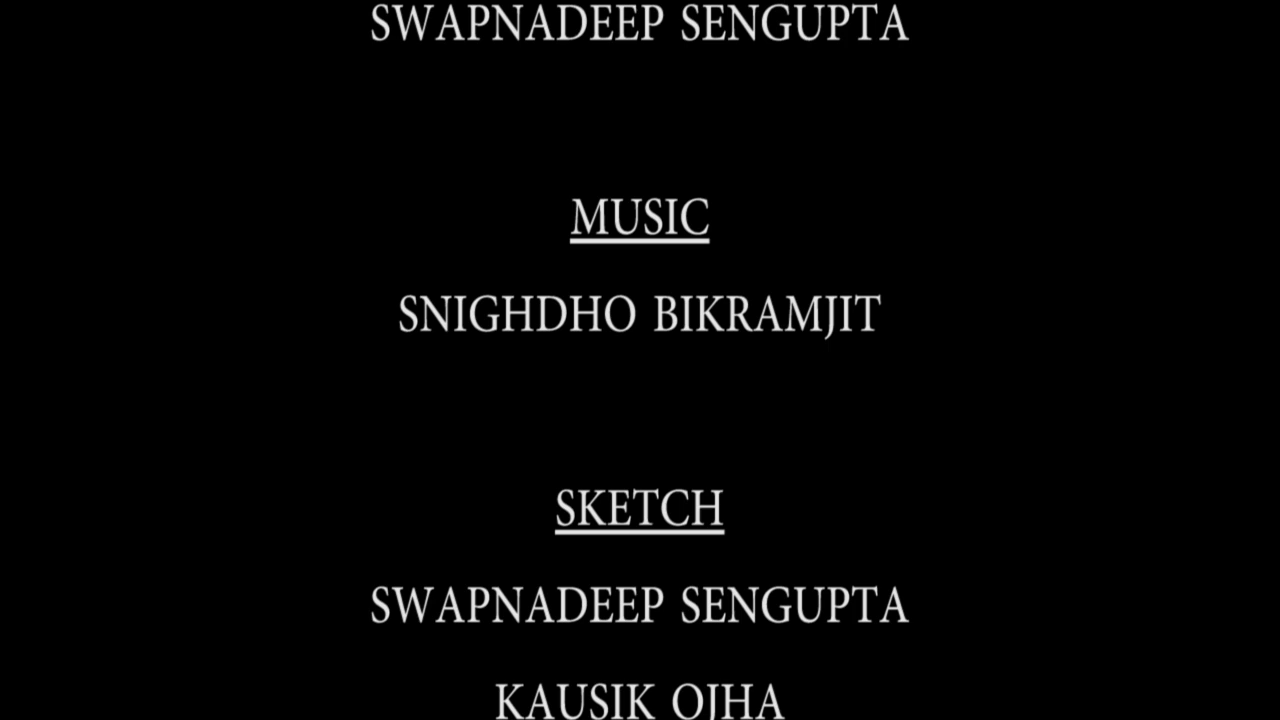 SWAPNADEEP SENGUPTA
MUSIC
SNIGHDHO BIKRAMJIT
SKETCH
SWAPNADEEP SENGUPTA
KAUSIK OJHA